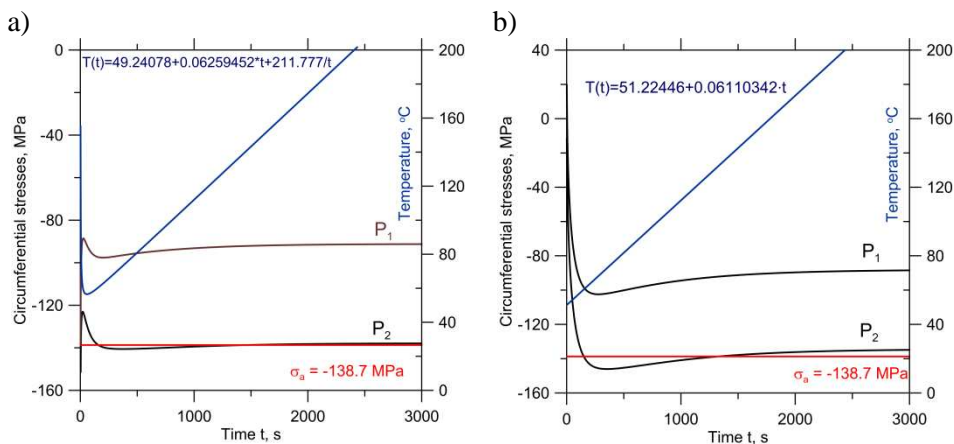 a)
0
-40
-80
-120
-160
Circumferential stresses, MPa
T(t)=49.24078+0.06259452*t+211.777/t
P1
P2
σa = -138.7 MPa
200
160
120
80
40
0
Temperature, °C
0 1000 2000 3000
Time t, s
b)
40
0
-40
-80
-120
-160
Circumferential stresses, MPa
T(t)=51.22446+0.06110342·t
P1
P2
σa = -138.7 MPa
200
160
120
80
40
0
Temperature, °C
0 1000 2000 3000
Time t, s